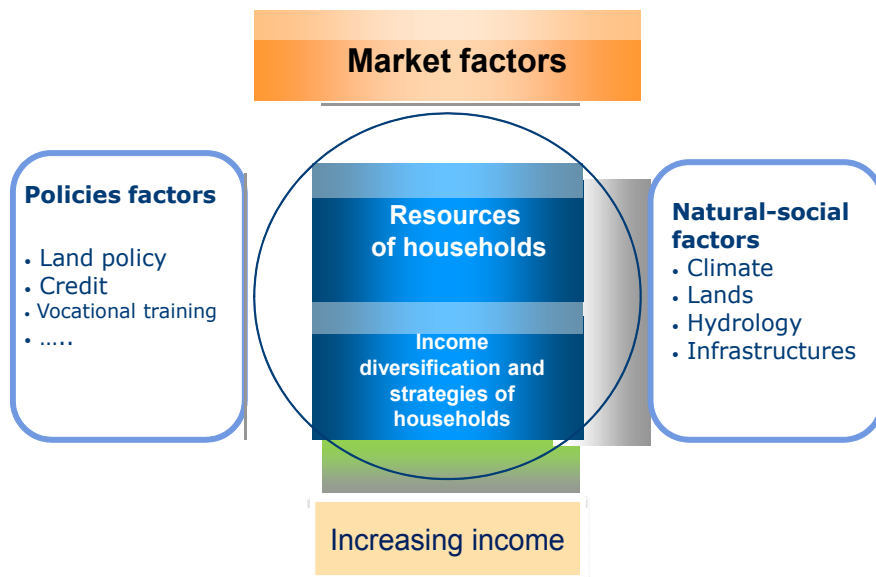 Market factors
Policies factors
• Land policy
• Credit
• Vocational training
• …..
Resources
of households
Income
diversification and
strategies of
households
Natural-social
factors
• Climate
• Lands
• Hydrology
• Infrastructures
Increasing income